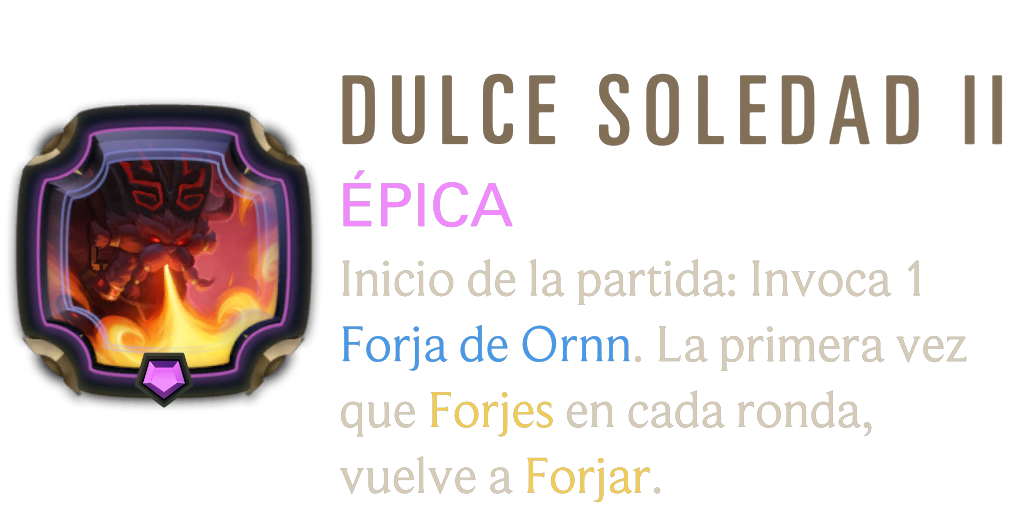 DULCE SOLEDAD II
ÉPICA
Inicio de la partida: Invoca 1
Forja de Ornn. La primera vez
que Forjes en cada ronda,
vuelve a Forjar.